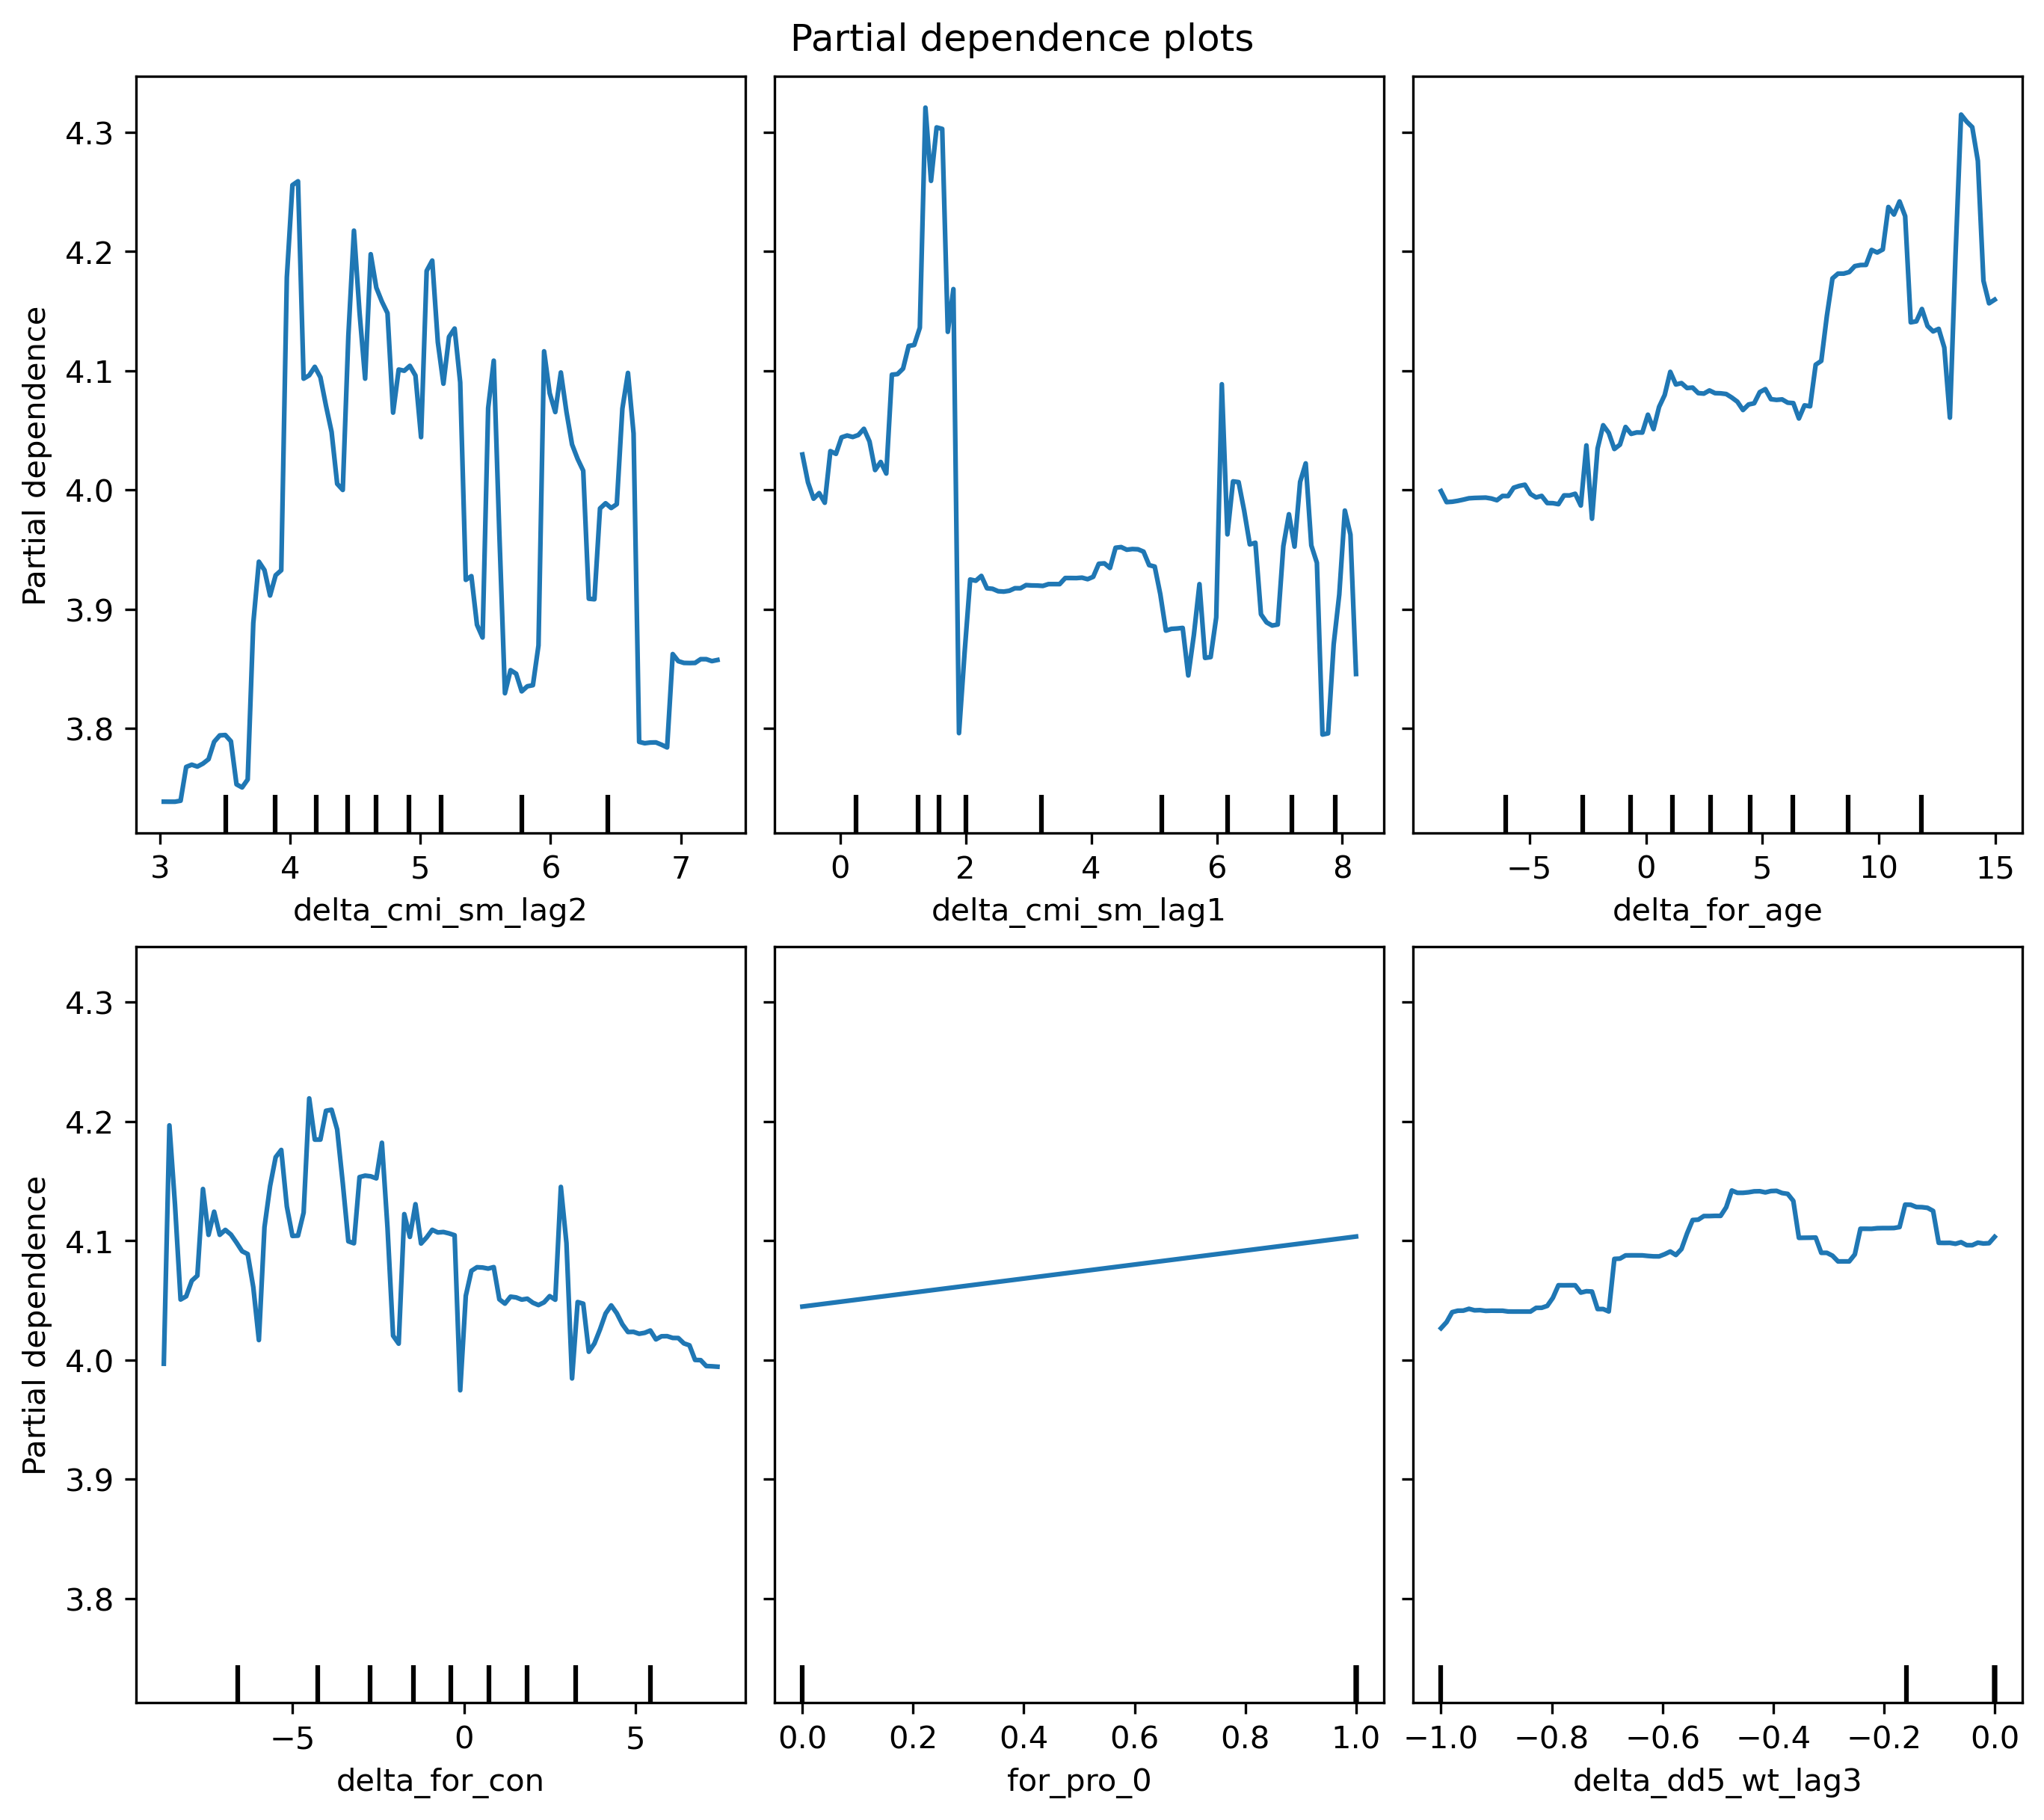 Partial dependence plots
Partial dependence
4.3
4.2
4.1
4.0
3.9
3.8
3 4 5 6 7
delta_cmi_sm_lag2
0 2 4 6 8
delta_cmi_sm_lag1
−5 0 5 10 15
delta_for_age
Partial dependence
4.3
4.2
4.1
4.0
3.9
3.8
−5 0 5
delta_for_con
0.0 0.2 0.4 0.6 0.8 1.0
for_pro_0
−1.0 −0.8 −0.6 −0.4 −0.2 0.0
delta_dd5_wt_lag3